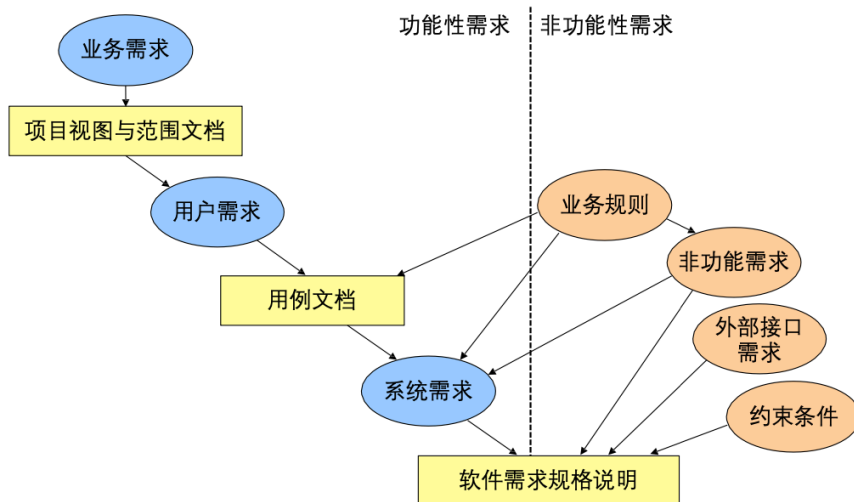 功能性需求
非功能性需求
业务需求
项目视图与范围文档
用户需求
业务规则
非功能需求
用例文档
外部接口
需求
系统需求
约束条件
软件需求规格说明